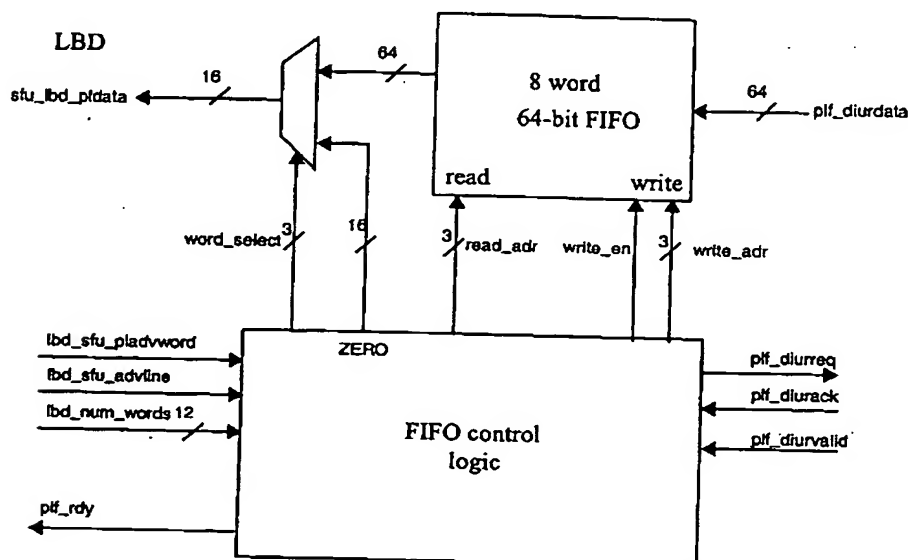 LBD
sfu_lbd_plfdata
16
64
8 word
64-bit FIFO
64
plf_diurdata
read
write
word_select
3
16
3
read_adr
write_en
3
write_adr
lbd_sfu_pladvword
lbd_sfu_advline
lbd_num_words 12
plf_rdy
ZERO
FIFO control
logic
plf_diurreq
plf_diurack
plf_diurvalid